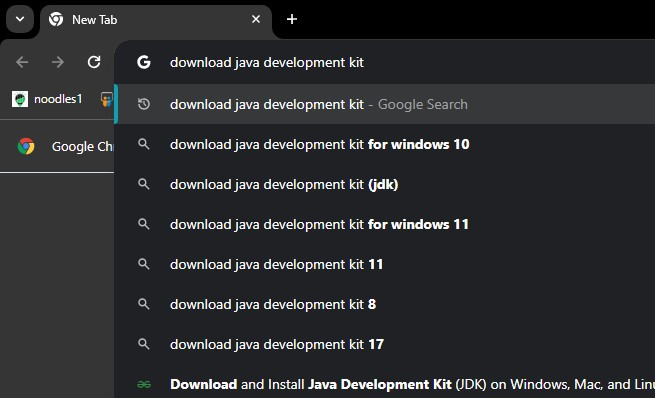 New Tab
download java development kit
noodles1
download java development kit - Google Search
download java development kit for windows 10
Google Ch
download java development kit (jdk)
download java development kit for windows 11
download java development kit 11
download java development kit 8
download java development kit 17
Download and Install Java Development Kit (JDK) on Windows, Mac, and Linu